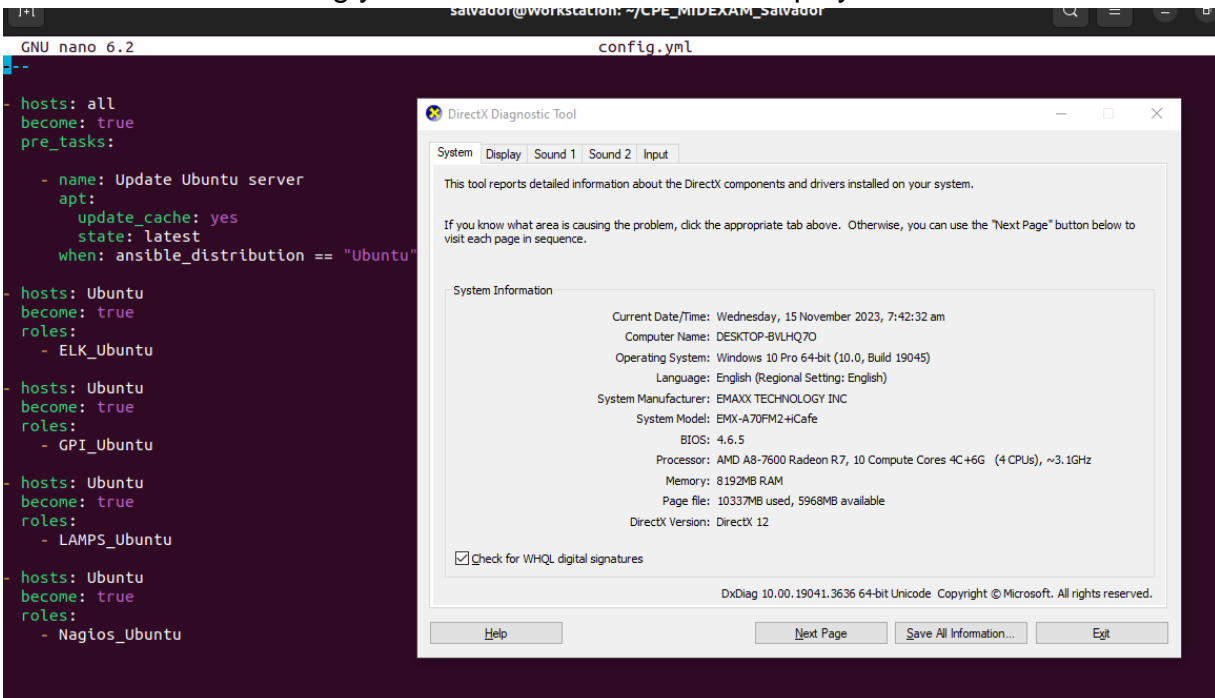 salvador@workstation: ~/CPE_MIDEXAM_Salvador
GNU nano 6.2 config.yml
---
- hosts: all
become: true
pre_tasks:
- name: Update Ubuntu server
apt:
update_cache: yes
state: latest
when: ansible_distribution == "Ubuntu"
- hosts: Ubuntu
become: true
roles:
- ELK_Ubuntu
- hosts: Ubuntu
become: true
roles:
- GPI_Ubuntu
- hosts: Ubuntu
become: true
roles:
- LAMPS_Ubuntu
- hosts: Ubuntu
become: true
roles:
- Nagios_Ubuntu
DirectX Diagnostic Tool
System Display Sound 1 Sound 2 Input
This tool reports detailed information about the DirectX components and drivers installed on your system.
If you know what area is causing the problem, click the appropriate tab above. Otherwise, you can use the "Next Page" button below to
visit each page in sequence.
System Information
Current Date/Time: Wednesday, 15 November 2023, 7:42:32 am
Computer Name: DESKTOP-BVLHQ7O
Operating System: Windows 10 Pro 64-bit (10.0, Build 19045)
Language: English (Regional Setting: English)
System Manufacturer: EMAXX TECHNOLOGY INC
System Model: EMX-A70FM2+iCafe
BIOS: 4.6.5
Processor: AMD A8-7600 Radeon R7, 10 Compute Cores 4C+6G (4 CPUs), ~3.1GHz
Memory: 8192MB RAM
Page file: 10337MB used, 5968MB available
DirectX Version: DirectX 12
Check for WHQL digital signatures
DxDiag 10.00.19041.3636 64-bit Unicode Copyright © Microsoft. All rights reserved.
Help Next Page Save All Information... Exit